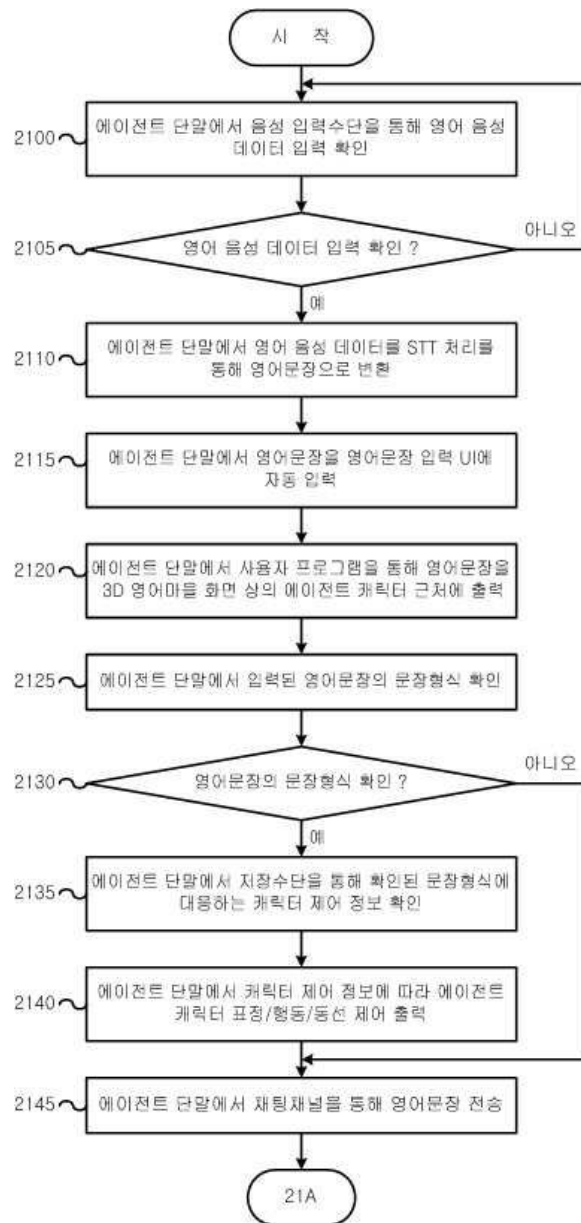 시 작
2100
에이전트 단말에서 음성 입력수단을 통해 영어 음성
데이터 입력 확인
2105
영어 음성 데이터 입력 확인 ?
아니오
예
2110
에이전트 단말에서 영어 음성 데이터를 STT 처리를
통해 영어문장으로 변환
2115
에이전트 단말에서 영어문장을 영어문장 입력 UI에
자동 입력
2120
에이전트 단말에서 사용자 프로그램을 통해 영어문장을
3D 영어마을 화면 상의 에이전트 캐릭터 근처에 출력
2125
에이전트 단말에서 입력된 영어문장의 문장형식 확인
2130
영어문장의 문장형식 확인 ?
아니오
예
2135
에이전트 단말에서 저장수단을 통해 확인된 문장형식에
대응하는 캐릭터 제어 정보 확인
2140
에이전트 단말에서 캐릭터 제어 정보에 따라 에이전트
캐릭터 표정/행동/동선 제어 출력
2145
에이전트 단말에서 채팅채널을 통해 영어문장 전송
21A